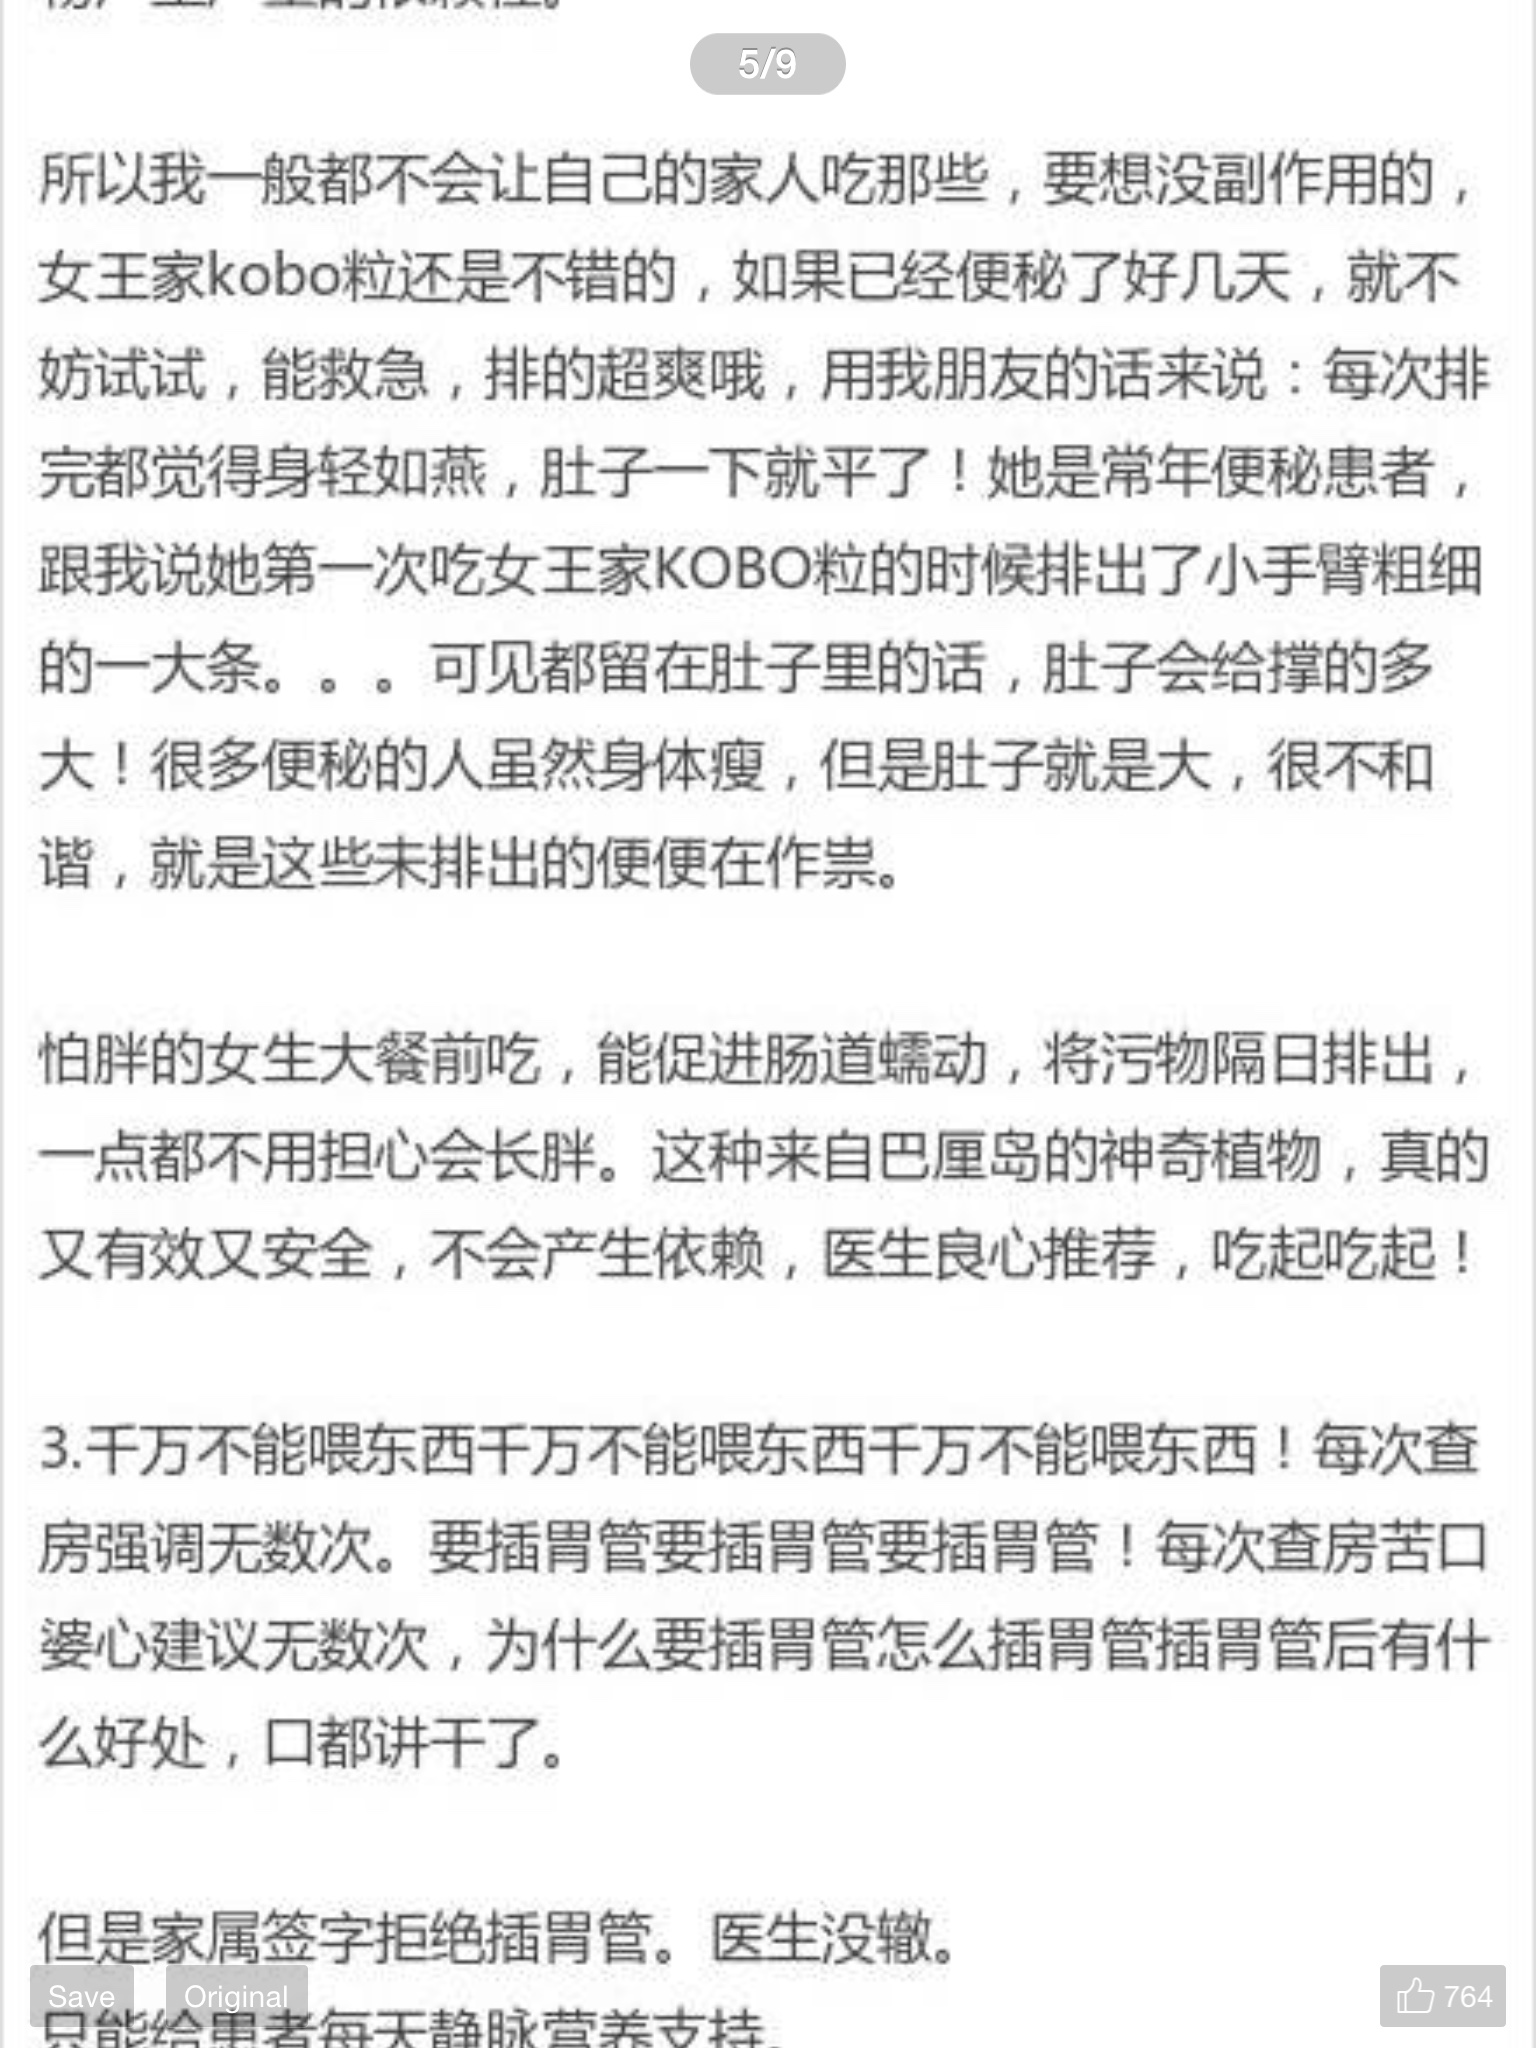 5/9
所以我一般都不会让自己的家人吃那些，要想没副作用的，
女王家kobo粒还是不错的，如果已经便秘了好几天，就不
妨试试，能救急，排的超爽哦，用我朋友的话来说：每次排
完都觉得身轻如燕，肚子一下就平了！她是常年便秘患者，
跟我说她第一次吃女王家KOBO粒的时候排出了小手臂粗细
的一大条。。。可见都留在肚子里的话，肚子会给撑的多
大！很多便秘的人虽然身体瘦，但是肚子就是大，很不和
谐，就是这些未排出的便便在作祟。
怕胖的女生大餐前吃，能促进肠道蠕动，将污物隔日排出，
一点都不用担心会长胖。这种来自巴厘岛的神奇植物，真的
又有效又安全，不会产生依赖，医生良心推荐，吃起吃起！
3.千万不能喂东西千万不能喂东西千万不能喂东西！每次查
房强调无数次。要插胃管要插胃管要插胃管！每次查房苦口
婆心建议无数次，为什么要插胃管怎么插胃管插胃管后有什
么好处，口都讲干了。
但是家属签字拒绝插胃管。医生没辙。
Save Original 764
只能给患者每天静脉营养支持。